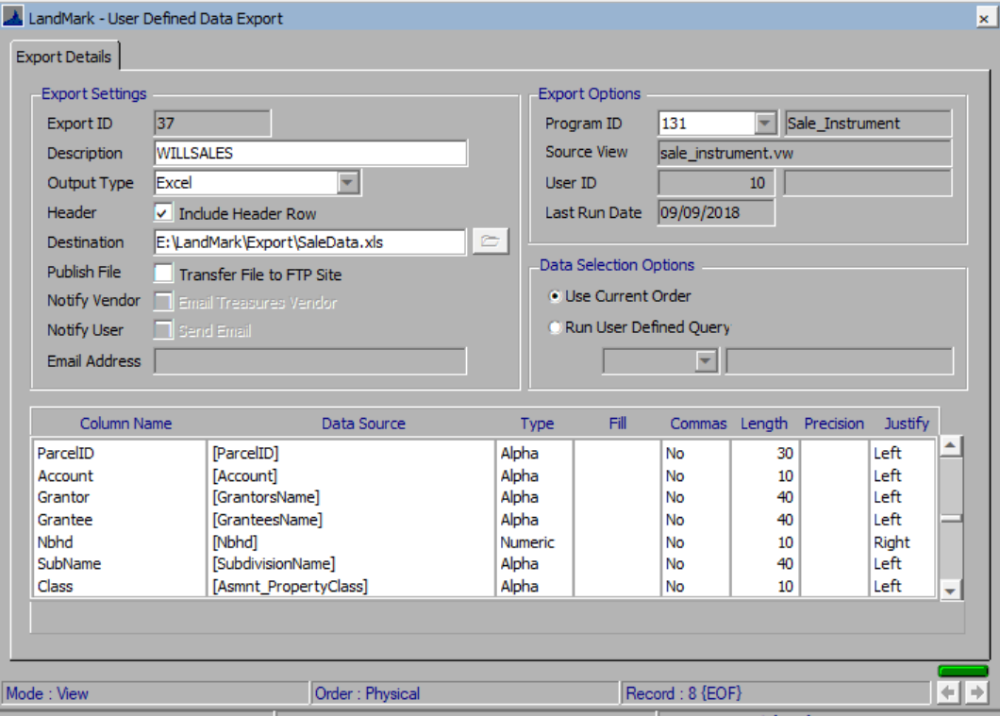 LandMark - User Defined Data Export
Export Details
Export Settings
Export ID 37
Description WILLSALES
Output Type Excel
Header Include Header Row
Destination E:\LandMark\Export\SaleData.xls
Publish File Transfer File to FTP Site
Notify Vendor Email Treasures Vendor
Notify User Send Email
Email Address
Export Options
Program ID 131 Sale_Instrument
Source View sale_instrument.vw
User ID 10
Last Run Date 09/09/2018
Data Selection Options
Use Current Order
Run User Defined Query
Column Name Data Source Type Fill Commas Length Precision Justify
ParcelID [ParcelID] Alpha No 30 Left
Account [Account] Alpha No 10 Left
Grantor [GrantorsName] Alpha No 40 Left
Grantee [GranteesName] Alpha No 40 Left
Nbhd [Nbhd] Numeric No 10 Right
SubName [SubdivisionName] Alpha No 40 Left
Class [Asmnt_PropertyClass] Alpha No 10 Left
Mode : View Order : Physical Record : 8 {EOF}